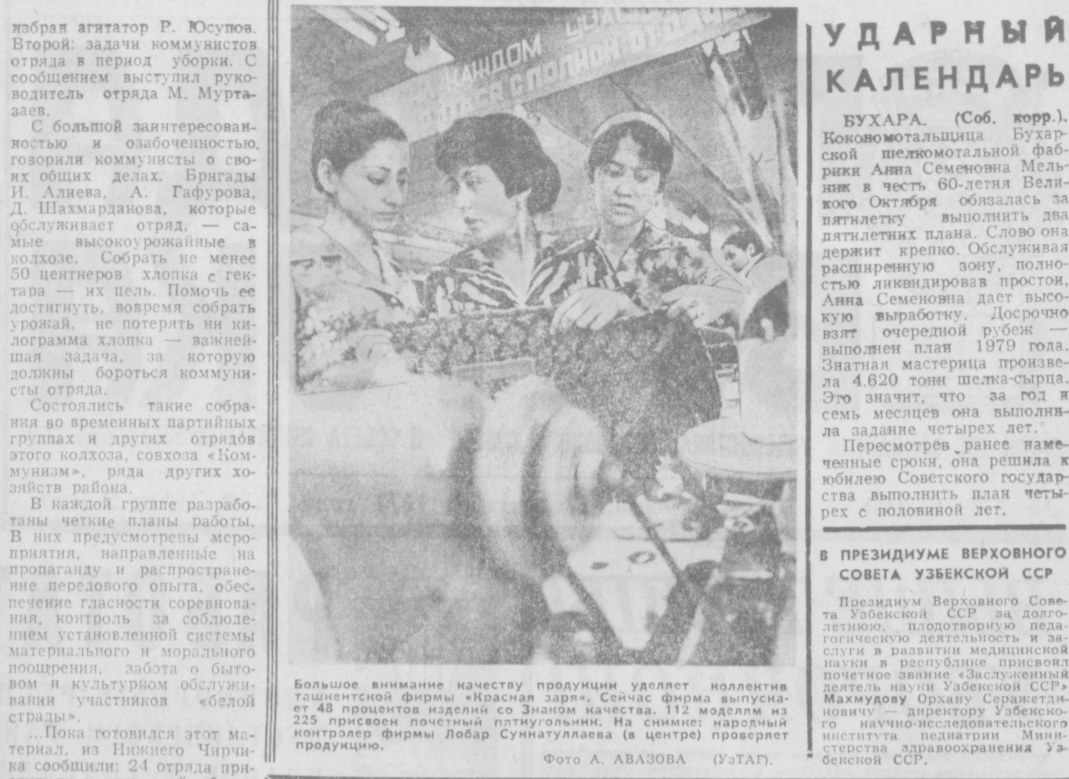 избран агитатор Р. Юсупов.
Второй: задачи коммунистов
отряда в период уборки. С
сообщением выступил руко-
водитель отряда М. Мурта-
заев.
С большой заинтересован-
ностью и озабоченностью,
говорили коммунисты о сво-
их общих делах. Бригады
И. Алиева, А. Гафурова,
Д. Шахмарданова, которые
обслуживает отряд, — са-
мые высокоурожайные в
колхозе. Собрать не менее
50 центнеров хлопка с гек-
тара — их цель. Помочь ее
достигнуть, вовремя собрать
урожай, не потерять ни ки-
лограмма хлопка — важней-
шая задача, за которую
должны бороться коммуни-
сты отряда.
Состоялись такие собра-
ния во временных партийных
группах и других отрядов
этого колхоза, совхоза «Ком-
мунизм», ряда других хо-
зяйств района.
В каждой группе разрабо-
таны четкие планы работы.
В них предусмотрены меро-
приятия, направленные на
пропаганду и распростране-
ние передового опыта, обес-
печение гласности соревнова-
ния, контроль за соблюде-
нием установленной системы
материального и морального
поощрения, забота о быто-
вом и культурном обслужи-
вании участников «белой
страды».
...Пока готовился этот ма-
териал, из Нижнего Чирчи-
ка сообщили: 24 отряда при-
КАЖДОМ
С ПОЛНОЙ ОТДАЧЕЙ
Большое внимание качеству продукции уделяет коллектив
ташкентской фирмы «Красная заря». Сейчас фирма выпуска-
ет 48 процентов изделий со Знаком качества. 112 моделям из
225 присвоен почетный пятиугольник. На снимке: народный
контролер фирмы Лобар Суннатуллаева (в центре) проверяет
продукцию.
Фото А. АВАЗОВА (УзТАГ).
УДАРНЫЙ
КАЛЕНДАРЬ
БУХАРА. (Соб. корр.).
Кокономотальщица Бухар-
ской шелкомотальной фаб-
рики Анна Семеновна Мель-
ник в честь 60-летия Вели-
кого Октября обязалась за
пятилетку выполнить два
пятилетних плана. Слово она
держит крепко. Обслуживая
расширенную зону, полно-
стью ликвидировав простои,
Анна Семеновна дает высо-
кую выработку. Досрочно
взят очередной рубеж —
выполнен план 1979 года.
Знатная мастерица произве-
ла 4.620 тонн шелка-сырца.
Это значит, что за год и
семь месяцев она выполни-
ла задание четырех лет.
Пересмотрев ранее наме-
ченные сроки, она решила к
юбилею Советского государ-
ства выполнить план четы-
рех с половиной лет.
В ПРЕЗИДИУМЕ ВЕРХОВНОГО
СОВЕТА УЗБЕКСКОЙ ССР
Президиум Верховного Сове-
та Узбекской ССР за долго-
летнюю, плодотворную педа-
гогическую деятельность и за-
слуги в развитии медицинской
науки в республике присвоил
почетное звание «Заслуженный
деятель науки Узбекской ССР»
Махмудову Орхану Серажетди-
новичу — директору Узбекско-
го научно-исследовательского
института педиатрии Мини-
стерства здравоохранения Уз-
бекской ССР.